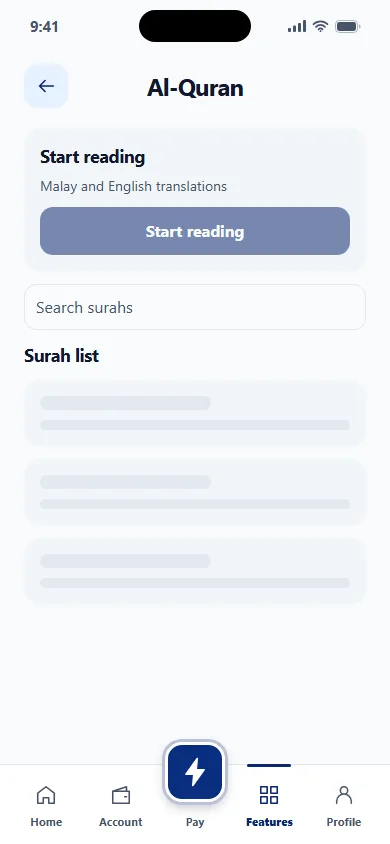 9:41
Al-Quran
Start reading
Malay and English translations
Start reading
Search surahs
Surah list
Home
Account
Pay
Features
Profile